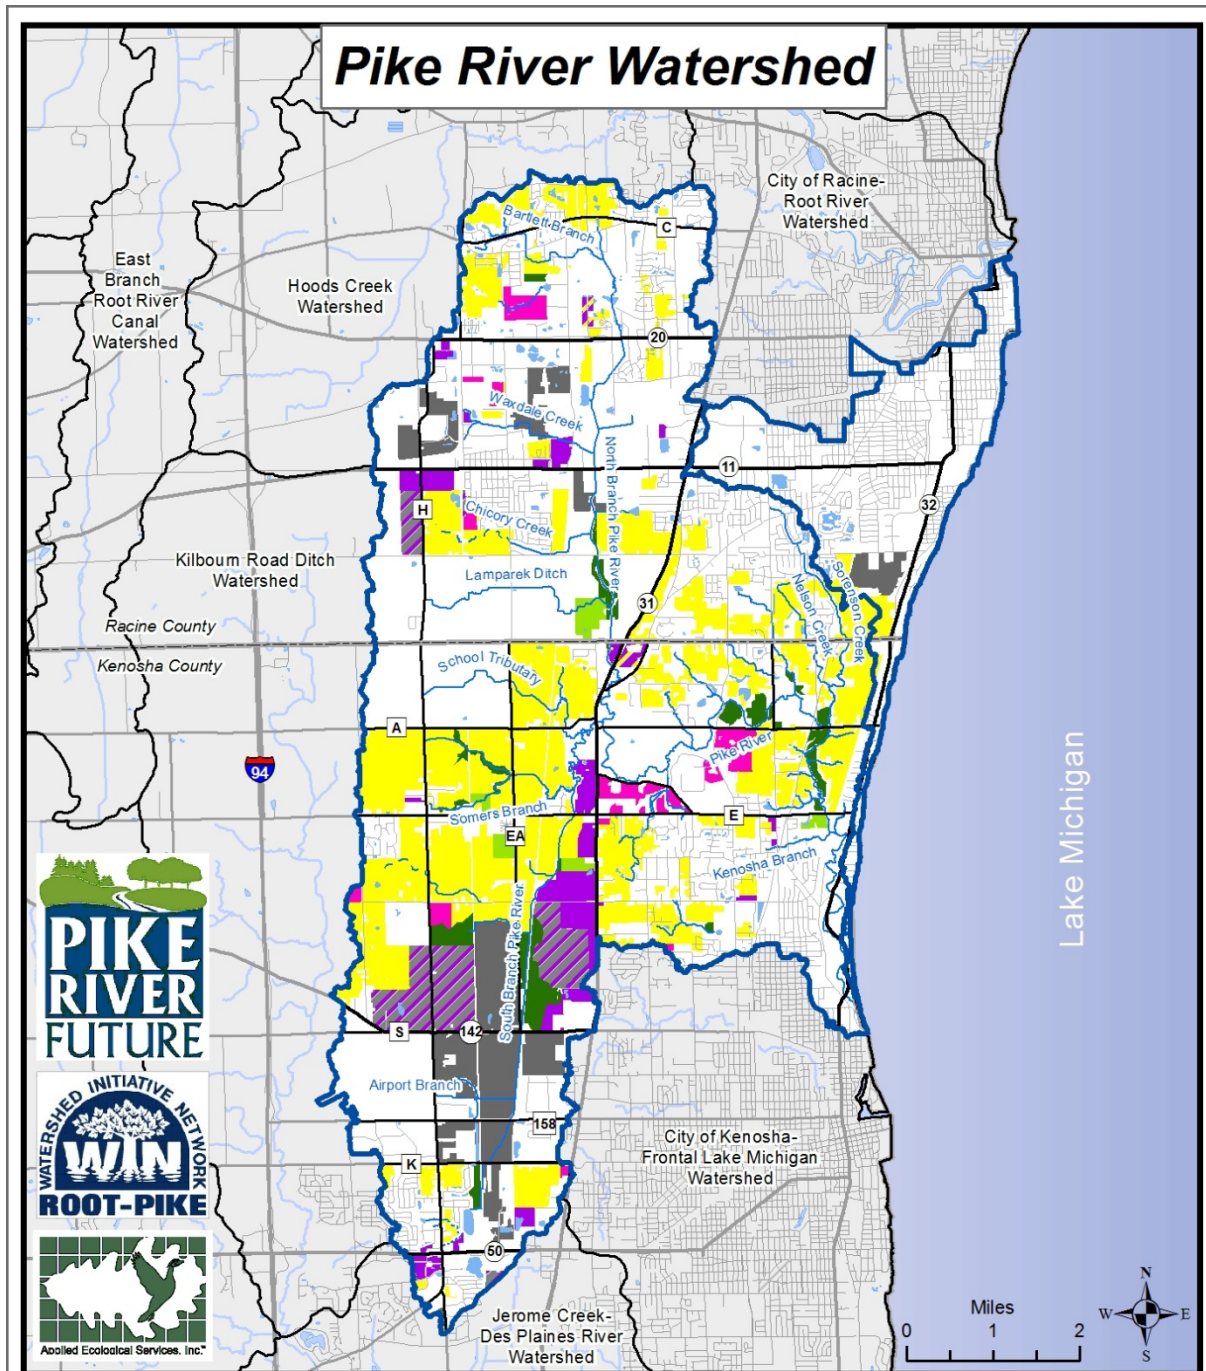 Pike River Watershed
City of Racine-
Root River
Watershed
Bartlett Branch
C
East
Branch
Root River
Canal
Watershed
Hoods Creek
Watershed
20
Waxdale Creek
North Branch Pike River
11
32
H
Chicory Creek
Kilbourn Road Ditch
Watershed
Lamparek Ditch
Nelson Creek
Sorenson Creek
31
Racine County
Kenosha County
School Tributary
A
Pike River
94
Lake Michigan
Somers Branch
EA
E
Kenosha Branch
PIKE
RIVER
FUTURE
South Branch Pike River
S
142
Airport Branch
158
WATERSHED INITIATIVE NETWORK
WIN
ROOT-PIKE
K
City of Kenosha-
Frontal Lake Michigan
Watershed
50
Applied Ecological Services, Inc.™
Jerome Creek-
Des Plaines River
Watershed
Miles
0 1 2
N
W E
S